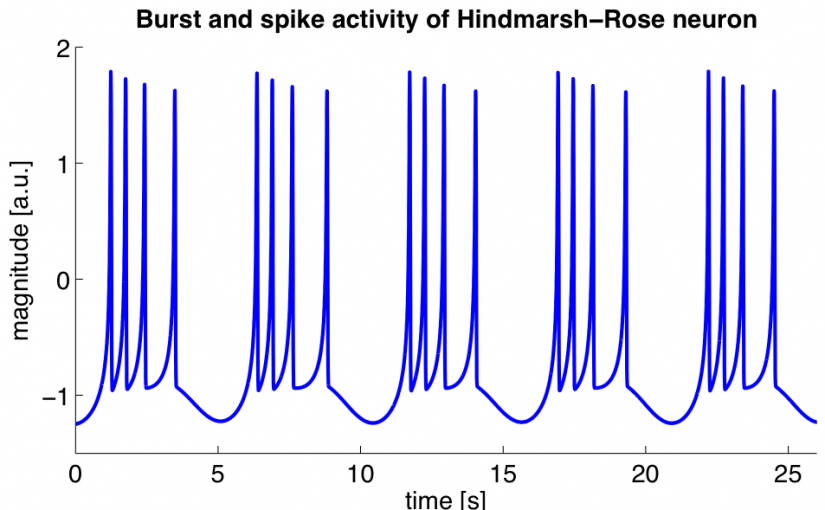 Burst and spike activity of Hindmarsh−Rose neuron
2
1
0
−1
magnitude [a.u.]
0 5 10 15 20 25
time [s]